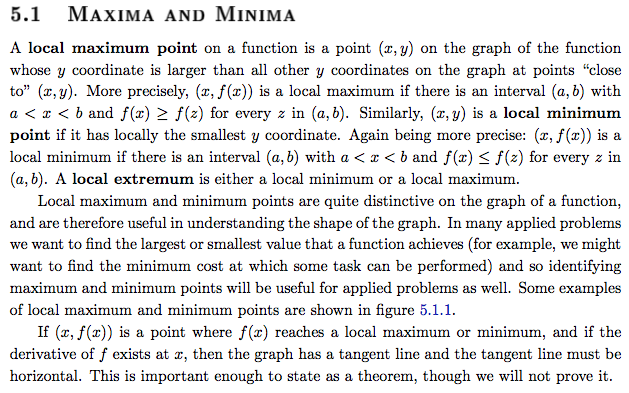 5.1 MAXIMA AND MINIMA
A local maximum point on a function is a point (x, y) on the graph of the function
whose y coordinate is larger than all other y coordinates on the graph at points “close
to” (x, y). More precisely, (x, f(x)) is a local maximum if there is an interval (a, b) with
a < x < b and f(x) ≥ f(z) for every z in (a, b). Similarly, (x, y) is a local minimum
point if it has locally the smallest y coordinate. Again being more precise: (x, f(x)) is a
local minimum if there is an interval (a, b) with a < x < b and f(x) ≤ f(z) for every z in
(a, b). A local extremum is either a local minimum or a local maximum.
Local maximum and minimum points are quite distinctive on the graph of a function,
and are therefore useful in understanding the shape of the graph. In many applied problems
we want to find the largest or smallest value that a function achieves (for example, we might
want to find the minimum cost at which some task can be performed) and so identifying
maximum and minimum points will be useful for applied problems as well. Some examples
of local maximum and minimum points are shown in figure 5.1.1.
If (x, f(x)) is a point where f(x) reaches a local maximum or minimum, and if the
derivative of f exists at x, then the graph has a tangent line and the tangent line must be
horizontal. This is important enough to state as a theorem, though we will not prove it.